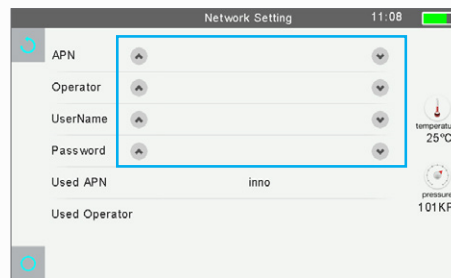 Network Setting 11:08
APN
Operator
UserName
Password
temperatu
25°C
Used APN inno
pressure
101KP
Used Operator